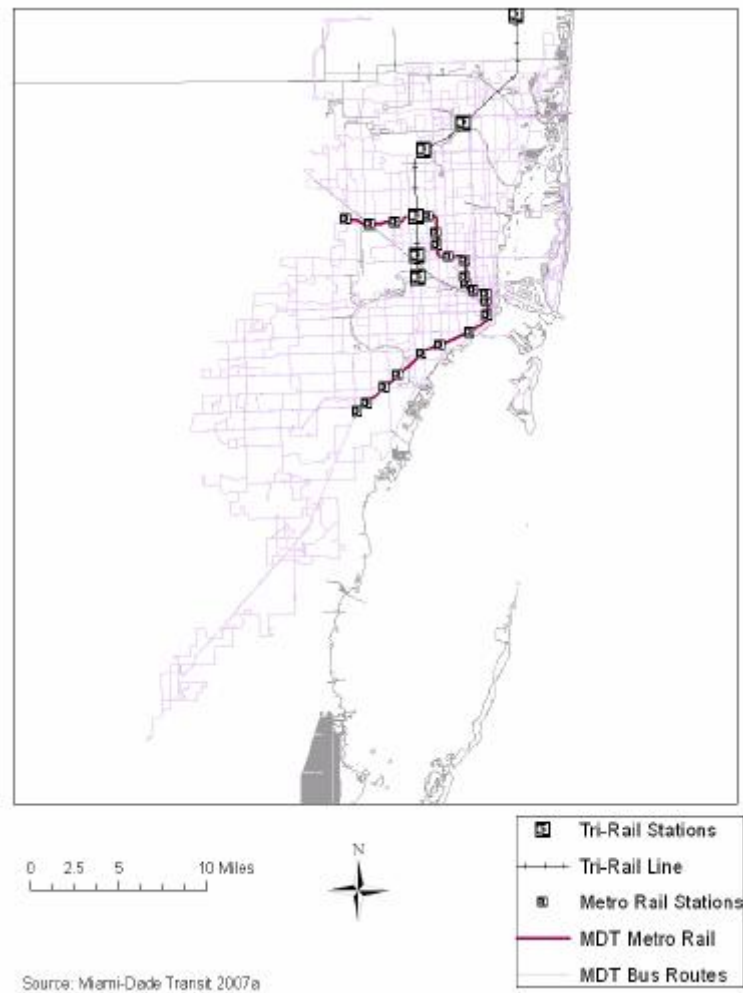 Tri-Rail Stations
Tri-Rail Line
Metro Rail Stations
MDT Metro Rail
MDT Bus Routes
0 2.5 5 10 Miles
N
Source: Miami-Dade Transit 2007a